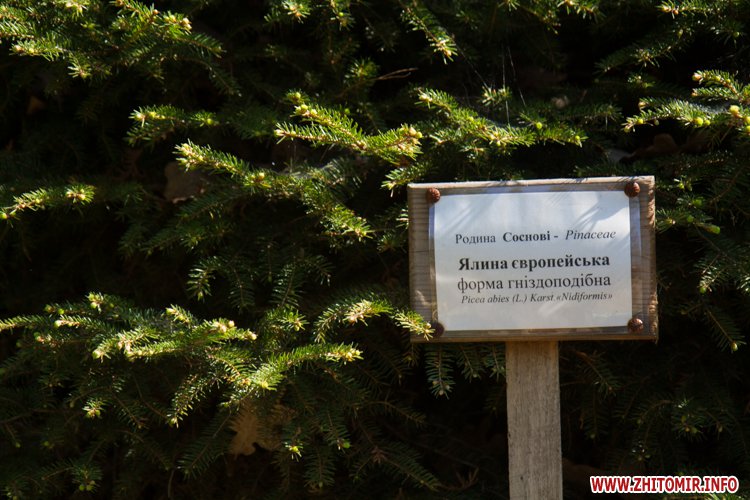 Родина Соснові - Pinaceae
Ялина європейська
форма гніздоподібна
Picea abies (L.) Karst.«Nidiformis»
WWW.ZHITOMIR.INFO